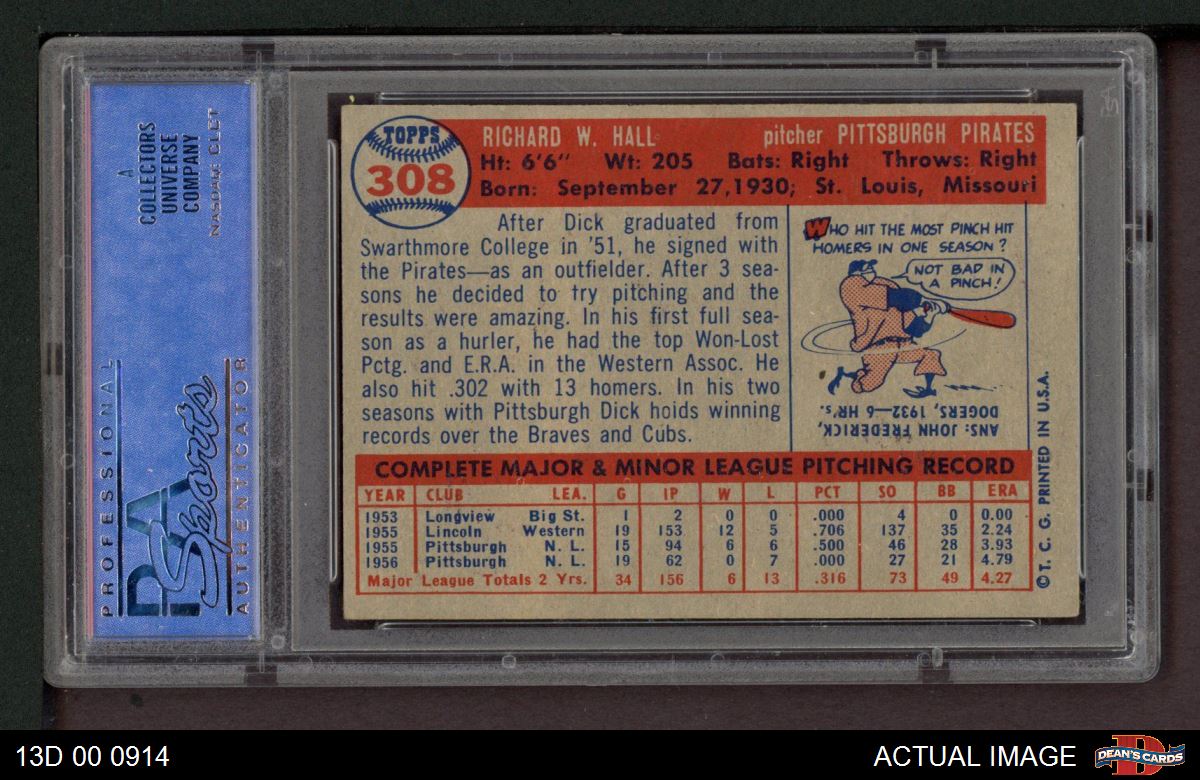 A
COLLECTORS
UNIVERSE
COMPANY
NASDAQ: CLCT
PROFESSIONAL
PSA
Sports
AUTHENTICATOR
TOPPS
308
RICHARD W. HALL pitcher PITTSBURGH PIRATES
Ht: 6'6" Wt: 205 Bats: Right Throws: Right
Born: September 27, 1930; St. Louis, Missouri
After Dick graduated from
Swarthmore College in '51, he signed with
the Pirates—as an outfielder. After 3 sea-
sons he decided to try pitching and the
results were amazing. In his first full sea-
son as a hurler, he had the top Won-Lost
Pctg. and E.R.A. in the Western Assoc. He
also hit .302 with 13 homers. In his two
seasons with Pittsburgh Dick holds winning
records over the Braves and Cubs.
WHO HIT THE MOST PINCH HIT
HOMERS IN ONE SEASON?
NOT BAD IN
A PINCH!
ANS: JOHN FREDERICK,
DOGERS, 1932—6 HR's.
COMPLETE MAJOR & MINOR LEAGUE PITCHING RECORD
YEAR CLUB LEA. G IP W L PCT SO BB ERA
1953 Longview Big St. 1 2 0 0 .000 4 0 0.00
1955 Lincoln Western 19 153 12 5 .706 137 35 2.24
1955 Pittsburgh N. L. 15 94 6 6 .500 46 28 3.93
1956 Pittsburgh N. L. 19 62 0 7 .000 27 21 4.79
Major League Totals 2 Yrs. 34 156 6 13 .316 73 49 4.27
© T. C. G. PRINTED IN U.S.A.
13D 00 0914
ACTUAL IMAGE
D
DEAN'S CARDS